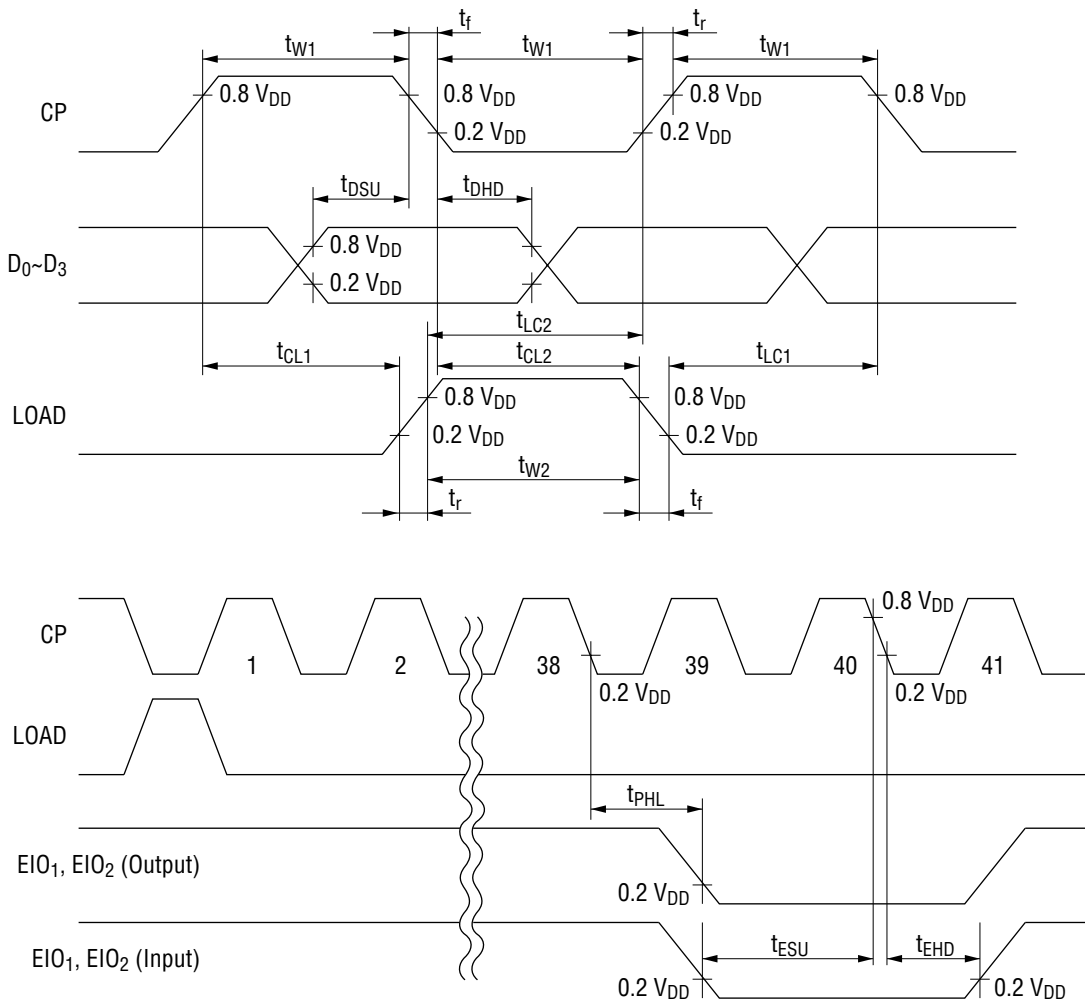 tf tr
tW1 tW1 tW1
CP 0.8 VDD 0.8 VDD 0.8 VDD 0.8 VDD
0.2 VDD 0.2 VDD
tDSU tDHD
D0~D3 0.8 VDD
0.2 VDD
tLC2
tCL1 tCL2 tLC1
LOAD 0.8 VDD 0.8 VDD
0.2 VDD 0.2 VDD
tW2
tr tf
0.8 VDD
CP 1 2 38 39 40 41
0.2 VDD 0.2 VDD
LOAD
tPHL
EIO1, EIO2 (Output)
0.2 VDD
EIO1, EIO2 (Input) tESU tEHD
0.2 VDD 0.2 VDD